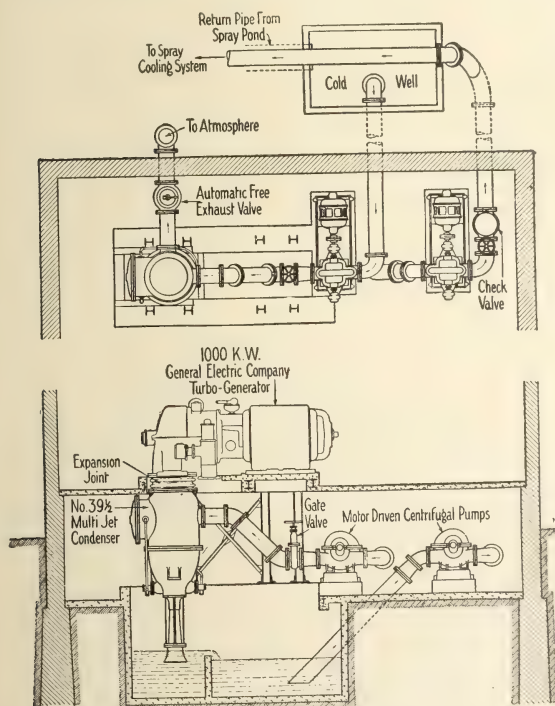 Return Pipe From
Spray Pond
To Spray
Cooling System
Cold Well
To Atmosphere
Automatic Free
Exhaust Valve
Check
Valve
1000 K.W.
General Electric Company
Turbo-Generator
Expansion
Joint
No. 39½
Multi Jet
Condenser
Gate
Valve
Motor Driven Centrifugal Pumps